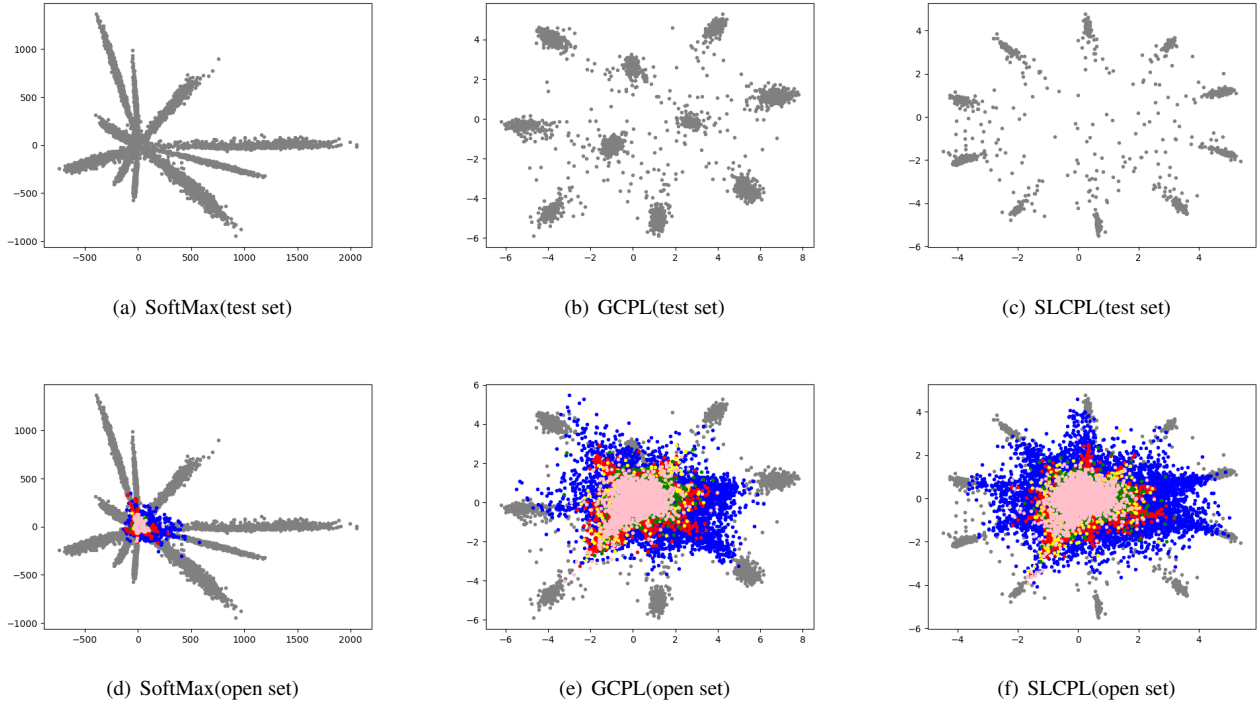 1000
500
0
−500
−1000
−500 0 500 1000 1500 2000
(a) SoftMax(test set)
4
2
0
−2
−4
−6
−6 −4 −2 0 2 4 6 8
(b) GCPL(test set)
4
2
0
−2
−4
−6
−4 −2 0 2 4
(c) SLCPL(test set)
1000
500
0
−500
−1000
−500 0 500 1000 1500 2000
(d) SoftMax(open set)
6
4
2
0
−2
−4
−6
−6 −4 −2 0 2 4 6 8
(e) GCPL(open set)
4
2
0
−2
−4
−6
−4 −2 0 2 4
(f) SLCPL(open set)